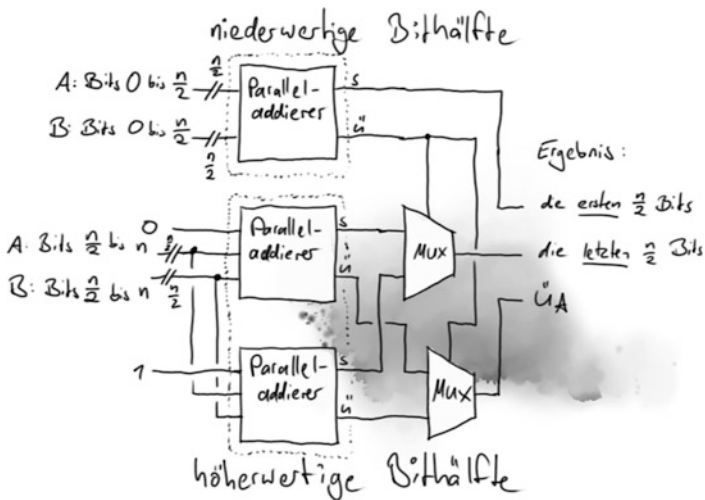 niederwertige Bithälfte
A: Bits 0 bis n/2
n/2
Parallel-
addierer
s
ü
B: Bits 0 bis n/2
n/2
Ergebnis:
die ersten n/2 Bits
0
Parallel-
addierer
s
ü
A: Bits n/2 bis n
n/2
B: Bits n/2 bis n
n/2
Mux
die letzten n/2 Bits
ÜA
1
Parallel-
addierer
s
ü
Mux
höherwertige Bithälfte